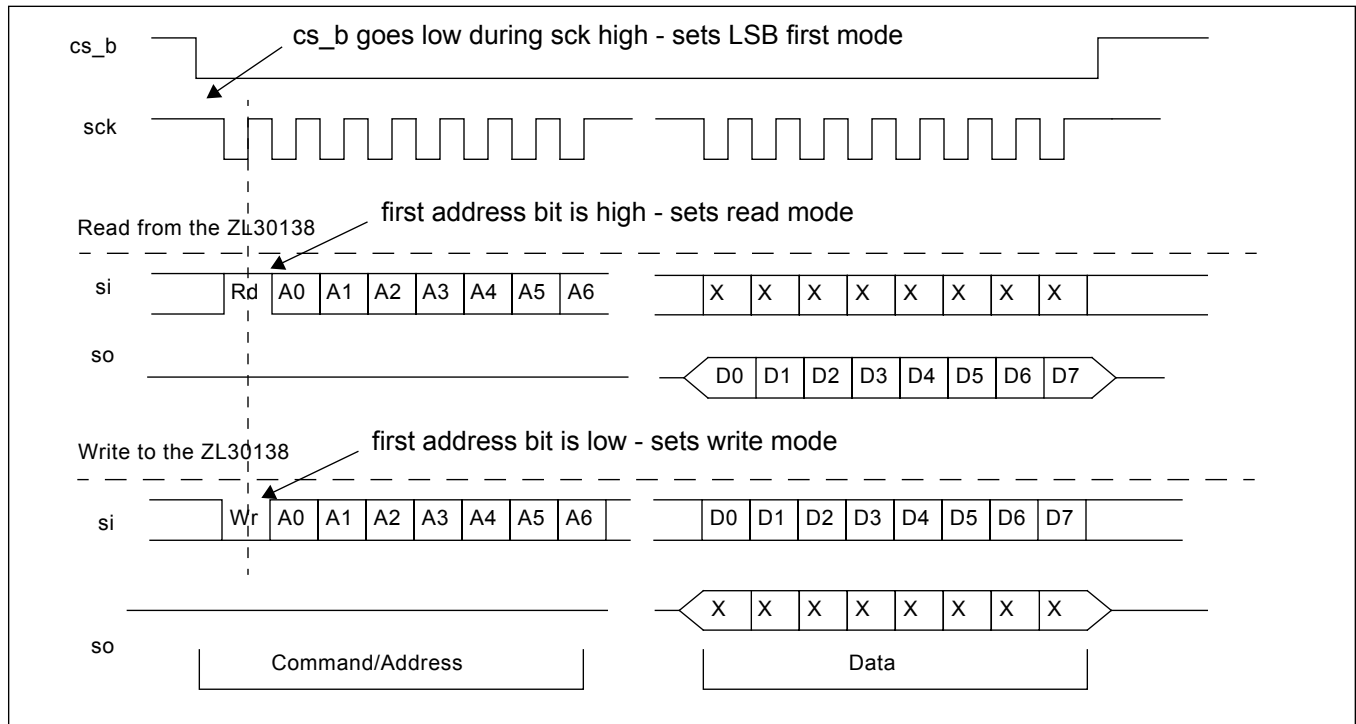 cs_b
cs_b goes low during sck high - sets LSB first mode
sck
first address bit is high - sets read mode
Read from the ZL30138
si
Rd A0 A1 A2 A3 A4 A5 A6
X X X X X X X X
so
D0 D1 D2 D3 D4 D5 D6 D7
first address bit is low - sets write mode
Write to the ZL30138
si
Wr A0 A1 A2 A3 A4 A5 A6
D0 D1 D2 D3 D4 D5 D6 D7
X X X X X X X X
so
Command/Address
Data